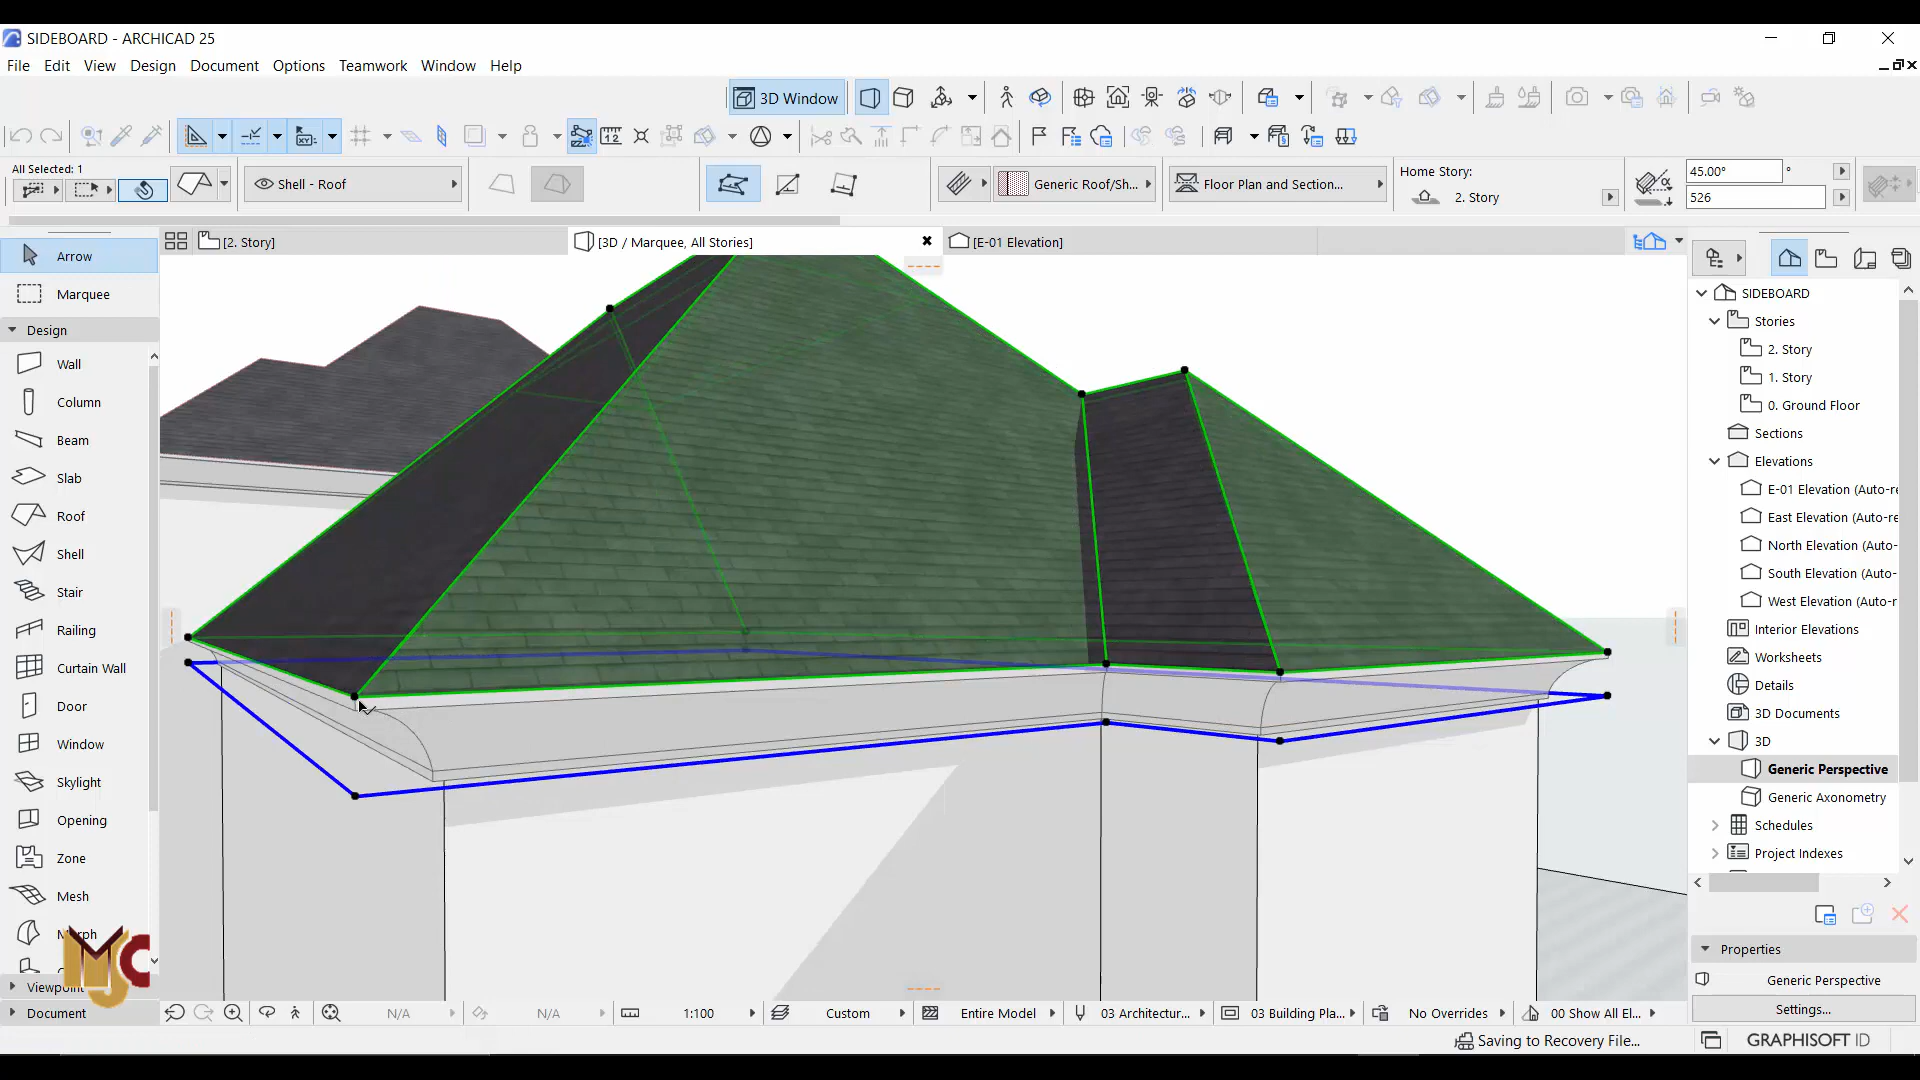 SIDEBOARD - ARCHICAD 25
File Edit View Design Document Options Teamwork Window Help
3D Window
All Selected: 1
Shell - Roof
Generic Roof/Sh...
Floor Plan and Section...
Home Story:
2. Story
45.00° °
526
Arrow
Marquee
Design
Wall
Column
Beam
Slab
Roof
Shell
Stair
Railing
Curtain Wall
Door
Window
Skylight
Opening
Zone
Mesh
Morph
Viewpoint
Document
[2. Story]
[3D / Marquee, All Stories]
[E-01 Elevation]
SIDEBOARD
Stories
2. Story
1. Story
0. Ground Floor
Sections
Elevations
E-01 Elevation (Auto-re
East Elevation (Auto-re
North Elevation (Auto-
South Elevation (Auto-
West Elevation (Auto-r
Interior Elevations
Worksheets
Details
3D Documents
3D
Generic Perspective
Generic Axonometry
Schedules
Project Indexes
Properties
Generic Perspective
Settings...
MJC
N/A
N/A
1:100
Custom
Entire Model
03 Architectur...
03 Building Pla...
No Overrides
00 Show All El...
Saving to Recovery File...
GRAPHISOFT ID